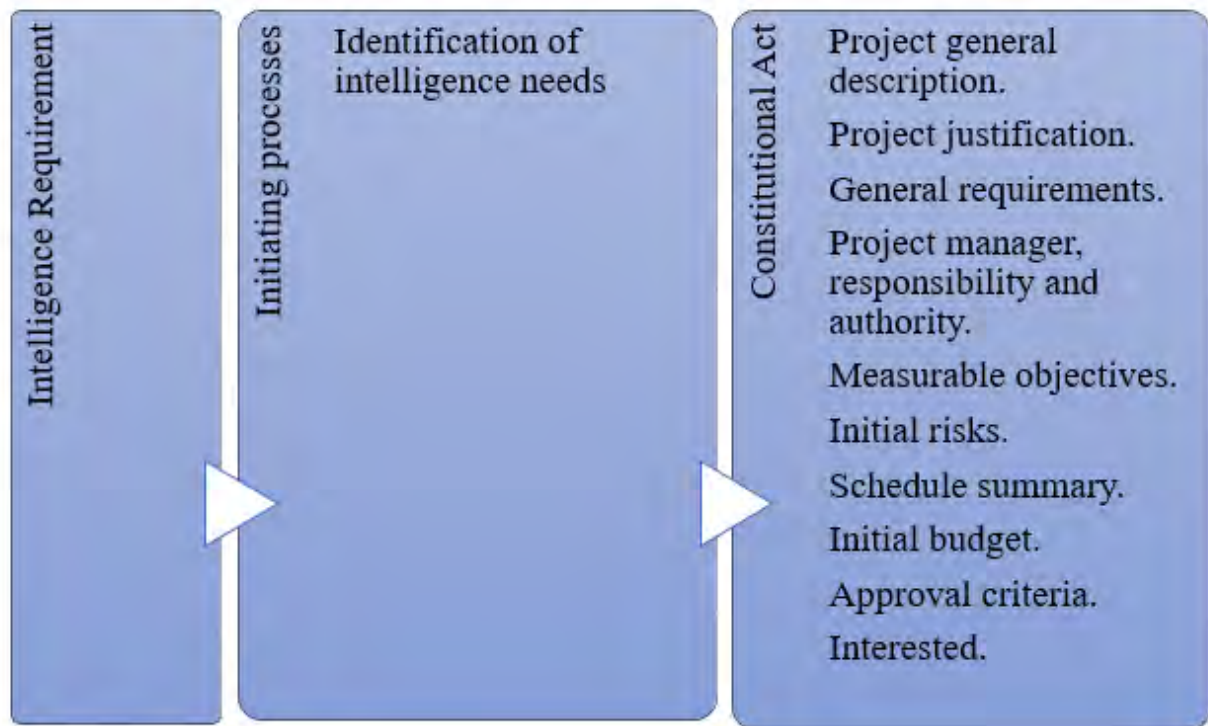 Intelligence Requirement
Initiating processes
Identification of
intelligence needs
Constitutional Act
Project general
description.
Project justification.
General requirements.
Project manager,
responsibility and
authority.
Measurable objectives.
Initial risks.
Schedule summary.
Initial budget.
Approval criteria.
Interested.